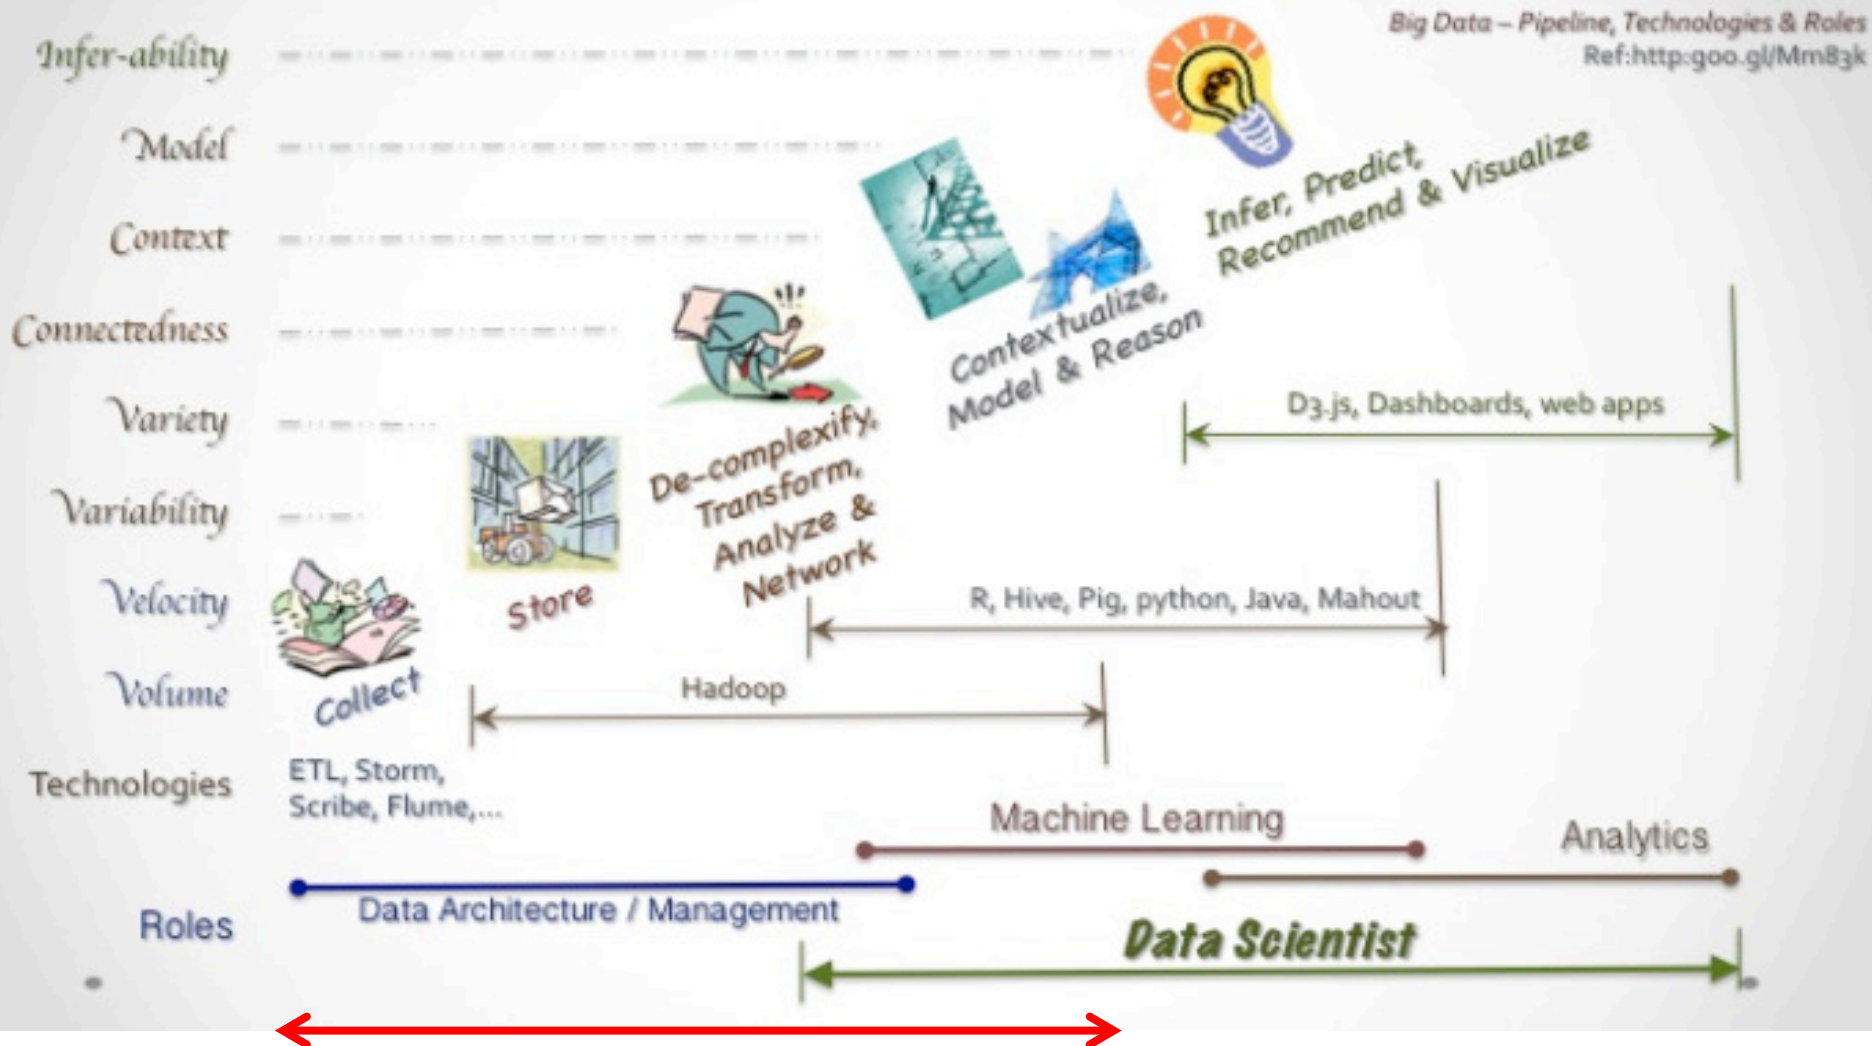 Big Data – Pipeline, Technologies & Roles
Ref:http:goo.gl/Mm83k
Infer-ability
Model
Context
Connectedness
Variety
Variability
Velocity
Volume
Technologies
Roles
Collect
Store
De-complexify,
Transform,
Analyze &
Network
Contextualize,
Model & Reason
Infer, Predict,
Recommend & Visualize
D3.js, Dashboards, web apps
R, Hive, Pig, python, Java, Mahout
Hadoop
ETL, Storm,
Scribe, Flume,...
Machine Learning
Analytics
Data Architecture / Management
Data Scientist